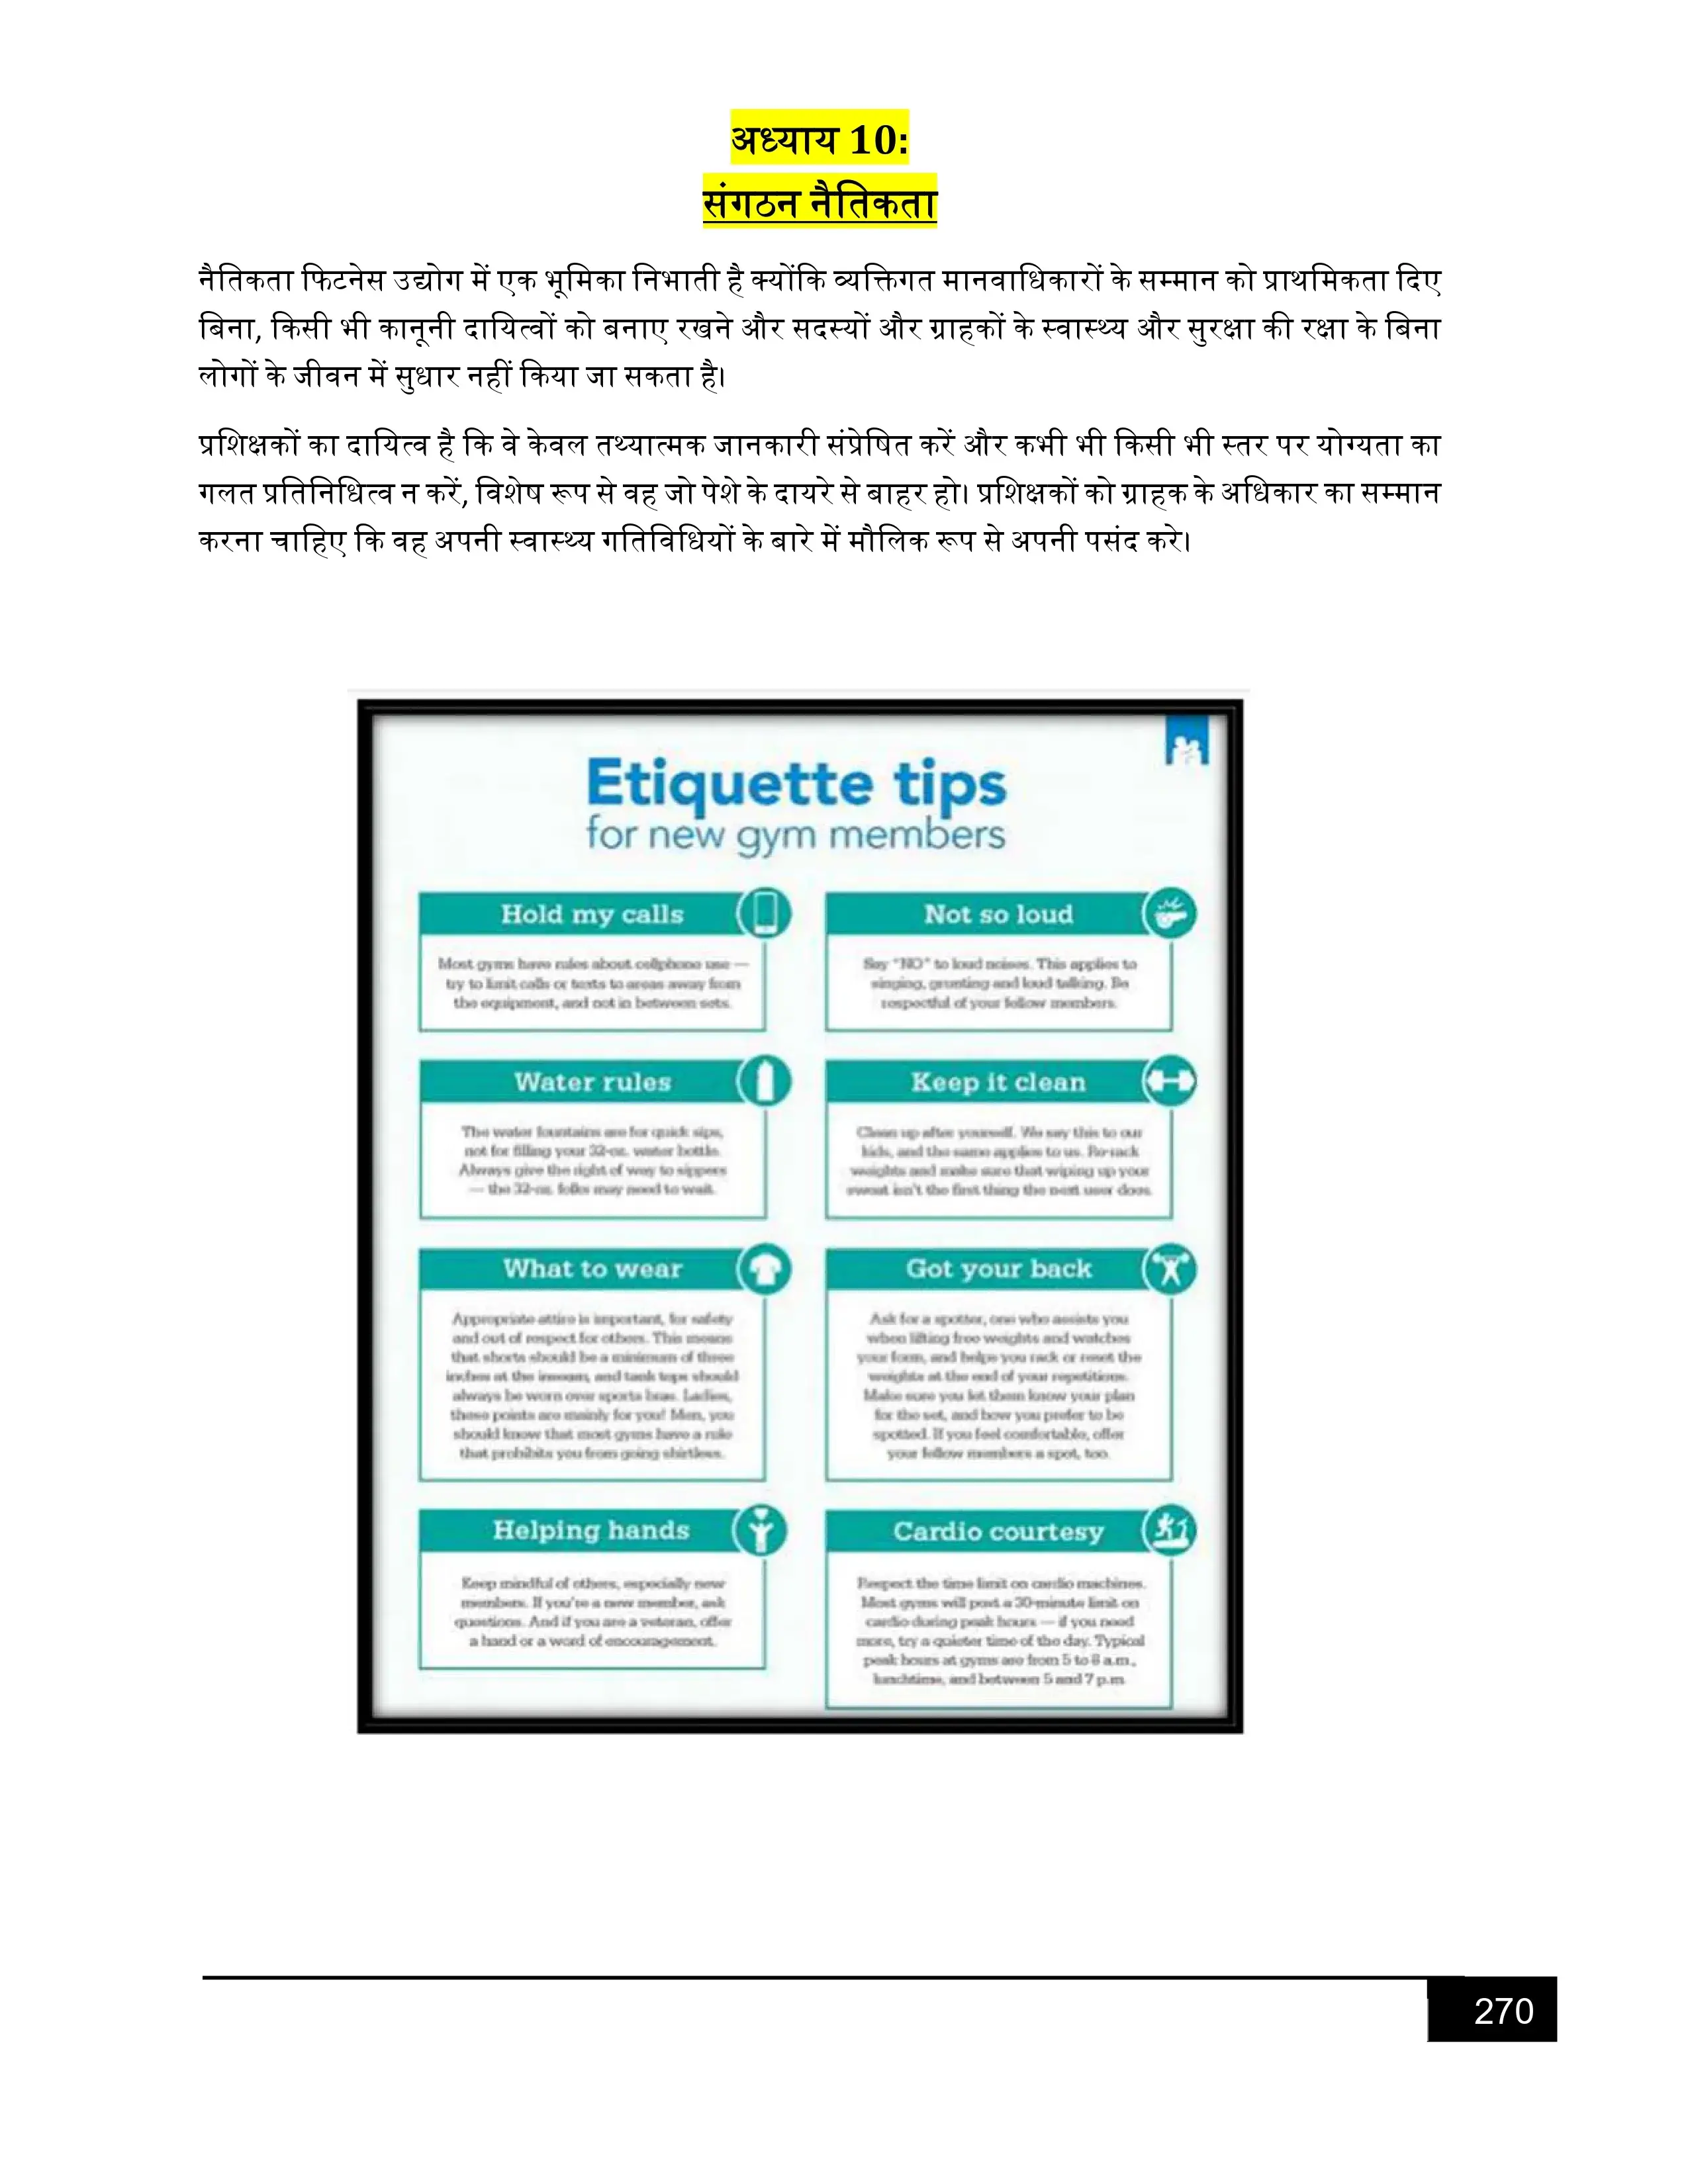 अध्याय 10:
संगठन नैतिकता
नैतिकता फिटनेस उद्योग में एक भूमिका निभाती है क्योंकि व्यक्तिगत मानवाधिकारों के सम्मान को प्राथमिकता दिए
बिना, किसी भी कानूनी दायित्वों को बनाए रखने और सदस्यों और ग्राहकों के स्वास्थ्य और सुरक्षा की रक्षा के बिना
लोगों के जीवन में सुधार नहीं किया जा सकता है।
प्रशिक्षकों का दायित्व है कि वे केवल तथ्यात्मक जानकारी संप्रेषित करें और कभी भी किसी भी स्तर पर योग्यता का
गलत प्रतिनिधित्व न करें, विशेष रूप से वह जो पेशे के दायरे से बाहर हो। प्रशिक्षकों को ग्राहक के अधिकार का सम्मान
करना चाहिए कि वह अपनी स्वास्थ्य गतिविधियों के बारे में मौलिक रूप से अपनी पसंद करे।
Etiquette tips
for new gym members
Hold my calls
Most gyms have rules about cellphone use —
try to limit calls or texts to areas away from
the equipment, and not in between sets.
Not so loud
Say "NO" to loud noises. This applies to
singing, grunting and loud talking. Be
respectful of your fellow members.
Water rules
The water fountains are for quick sips,
not for filling your 32-oz. water bottle.
Always give the right of way to sippers
— the 32-oz. folks may need to wait.
Keep it clean
Clean up after yourself. We say this to our
kids, and the same applies to us. Re-rack
weights and make sure that wiping up your
sweat isn't the first thing the next user does.
What to wear
Appropriate attire is important, for safety
and out of respect for others. This means
that shorts should be a minimum of three
inches at the inseam, and tank tops should
always be worn over sports bras. Ladies,
these points are mainly for you! Men, you
should know that most gyms have a rule
that prohibits you from going shirtless.
Got your back
Ask for a spotter, one who assists you
when lifting free weights and watches
your form, and helps you rack or reset the
weights at the end of your repetitions.
Make sure you let them know your plan
for the set, and how you prefer to be
spotted. If you feel comfortable, offer
your fellow members a spot, too.
Helping hands
Keep mindful of others, especially new
members. If you're a new member, ask
questions. And if you are a veteran, offer
a hand or a word of encouragement.
Cardio courtesy
Respect the time limit on cardio machines.
Most gyms will post a 30-minute limit on
cardio during peak hours — if you need
more, try a quieter time of the day. Typical
peak hours at gyms are from 5 to 8 a.m.,
lunchtime, and between 5 and 7 p.m.
270